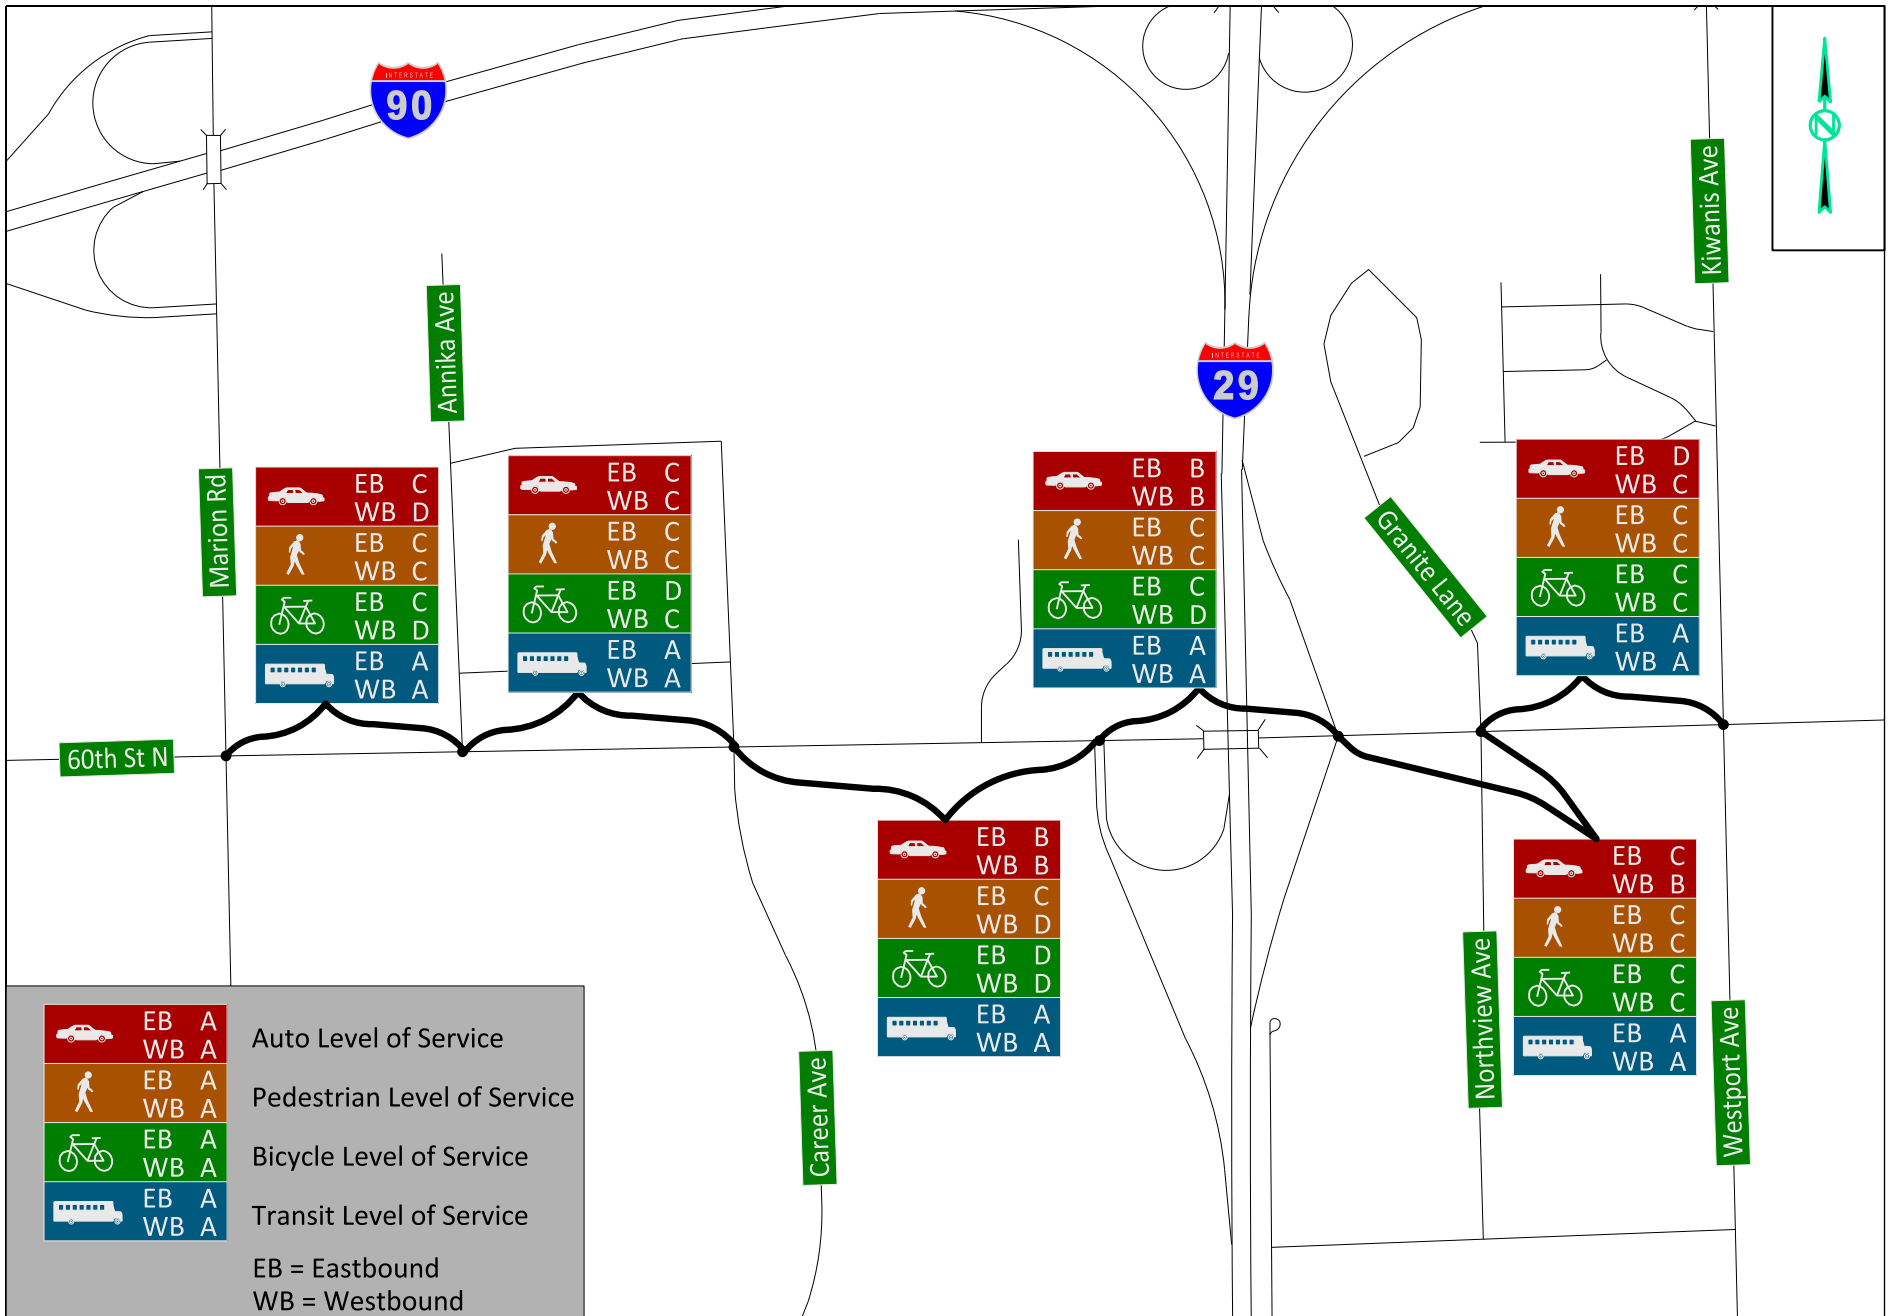 INTERSTATE
90
Kiwanis Ave
Annika Ave
INTERSTATE
29
Marion Rd
EB C
WB D
EB C
WB C
EB C
WB D
EB A
WB A
EB C
WB C
EB C
WB C
EB D
WB C
EB A
WB A
EB B
WB B
EB C
WB C
EB C
WB D
EB A
WB A
Granite Lane
EB D
WB C
EB C
WB C
EB C
WB C
EB A
WB A
60th St N
EB B
WB B
EB C
WB D
EB D
WB D
EB A
WB A
EB C
WB B
EB C
WB C
EB C
WB C
EB A
WB A
Northview Ave
Westport Ave
Career Ave
EB A
WB A
Auto Level of Service
EB A
WB A
Pedestrian Level of Service
EB A
WB A
Bicycle Level of Service
EB A
WB A
Transit Level of Service
EB = Eastbound
WB = Westbound
N